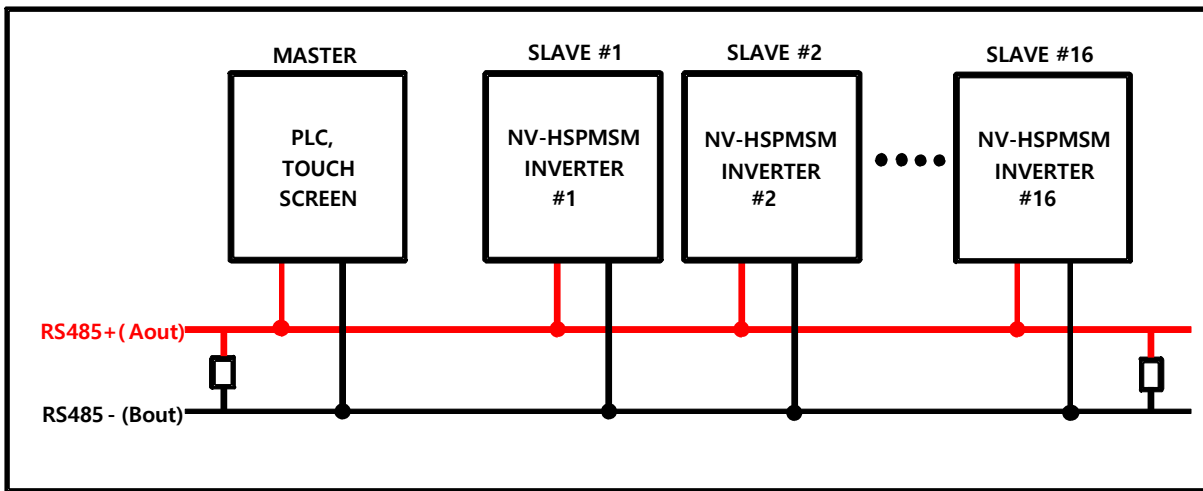 MASTER
SLAVE #1
SLAVE #2
SLAVE #16
PLC,
TOUCH
SCREEN
NV-HSPMSM
INVERTER
#1
NV-HSPMSM
INVERTER
#2
NV-HSPMSM
INVERTER
#16
RS485+( Aout)
RS485 - (Bout)